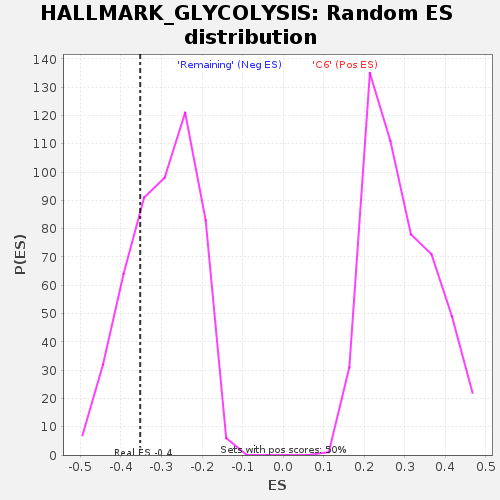 HALLMARK_GLYCOLYSIS: Random ES
distribution
'Remaining' (Neg ES) 'C6' (Pos ES)
140
130
120
110
100
90
80
70
60
50
40
30
20
10
0
P(ES)
Real ES -0.4
Sets with pos scores: 50%
-0.5 -0.4 -0.3 -0.2 -0.1 0.0 0.1 0.2 0.3 0.4 0.5
ES